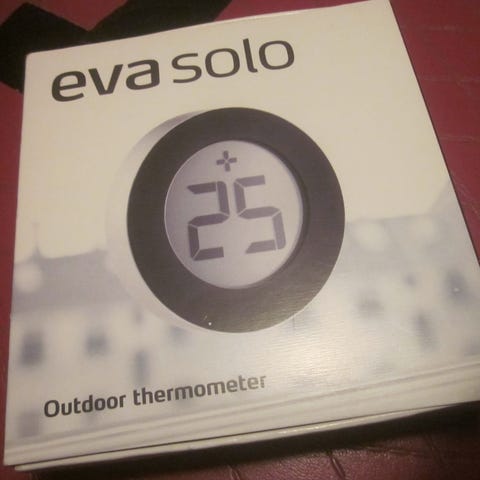 eva solo
+
25
Outdoor thermometer